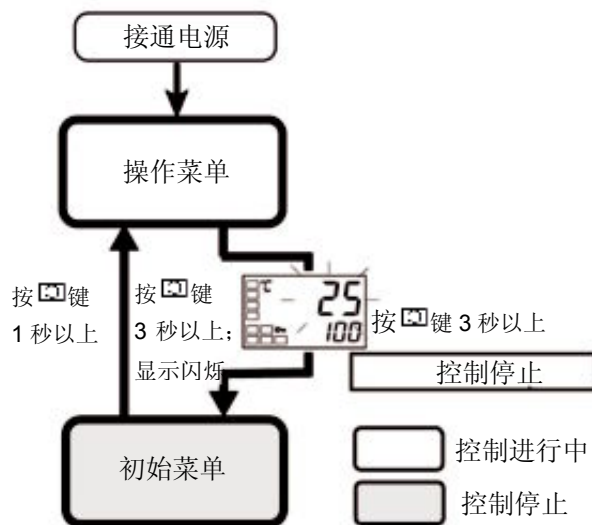 接通电源
操作菜单
按键
1 秒以上
按键
3 秒以上；
显示闪烁
℃
25
100
按键 3 秒以上
控制停止
初始菜单
控制进行中
控制停止